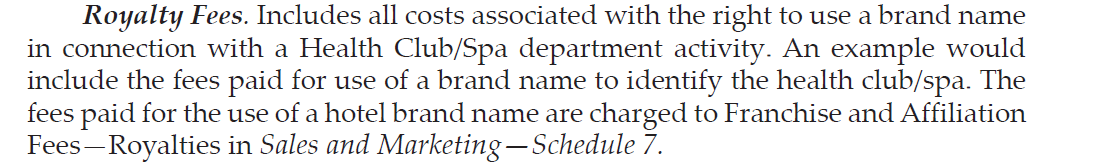 Royalty Fees. Includes all costs associated with the right to use a brand name
in connection with a Health Club/Spa department activity. An example would
include the fees paid for use of a brand name to identify the health club/spa. The
fees paid for the use of a hotel brand name are charged to Franchise and Affiliation
Fees—Royalties in Sales and Marketing—Schedule 7.